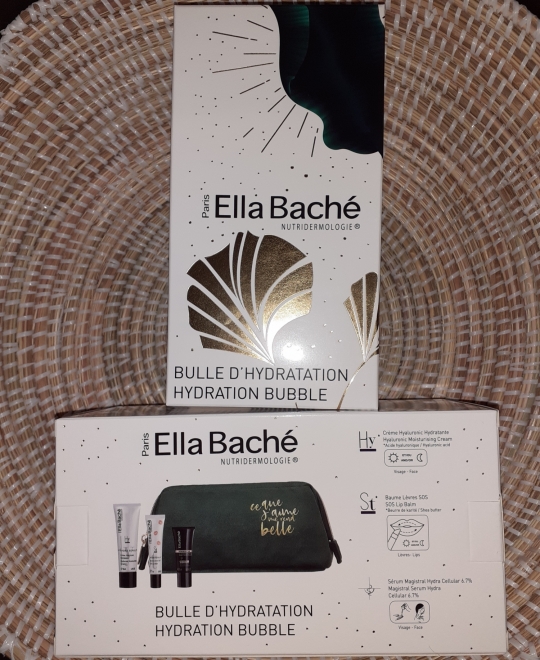 Paris
Ella Baché
NUTRIDERMOLOGIE®
BULLE D'HYDRATATION
HYDRATION BUBBLE
Paris
Ella Baché
NUTRIDERMOLOGIE®
ce que
j'aime
me rend
belle
BULLE D'HYDRATATION
HYDRATION BUBBLE
Hy
Crème Hyaluronic Hydratante
Hyaluronic Moisturising Cream
*Acide hyaluronique / Hyaluronic acid
Visage - Face
St
Baume Lèvres SOS
SOS Lip Balm
*Beurre de karité / Shea butter
Lèvres - Lips
Sérum Magistral Hydra Cellular 6.7%
Magistral Serum Hydra
Cellular 6.7%
Visage - Face